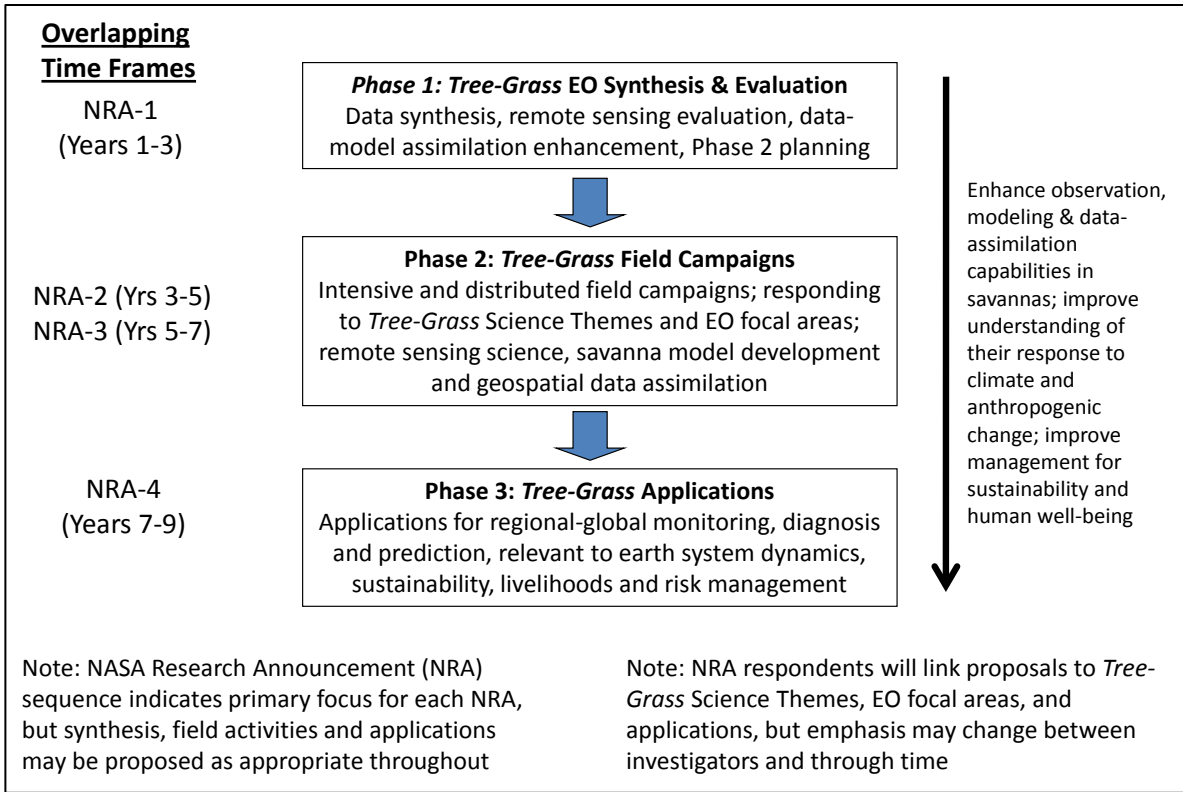 Overlapping
Time Frames
NRA-1
(Years 1-3)
Phase 1: Tree-Grass EO Synthesis & Evaluation
Data synthesis, remote sensing evaluation, data-
model assimilation enhancement, Phase 2 planning
NRA-2 (Yrs 3-5)
NRA-3 (Yrs 5-7)
Phase 2: Tree-Grass Field Campaigns
Intensive and distributed field campaigns; responding
to Tree-Grass Science Themes and EO focal areas;
remote sensing science, savanna model development
and geospatial data assimilation
NRA-4
(Years 7-9)
Phase 3: Tree-Grass Applications
Applications for regional-global monitoring, diagnosis
and prediction, relevant to earth system dynamics,
sustainability, livelihoods and risk management
Enhance observation,
modeling & data-
assimilation
capabilities in
savannas; improve
understanding of
their response to
climate and
anthropogenic
change; improve
management for
sustainability and
human well-being
Note: NASA Research Announcement (NRA)
sequence indicates primary focus for each NRA,
but synthesis, field activities and applications
may be proposed as appropriate throughout
Note: NRA respondents will link proposals to Tree-
Grass Science Themes, EO focal areas, and
applications, but emphasis may change between
investigators and through time